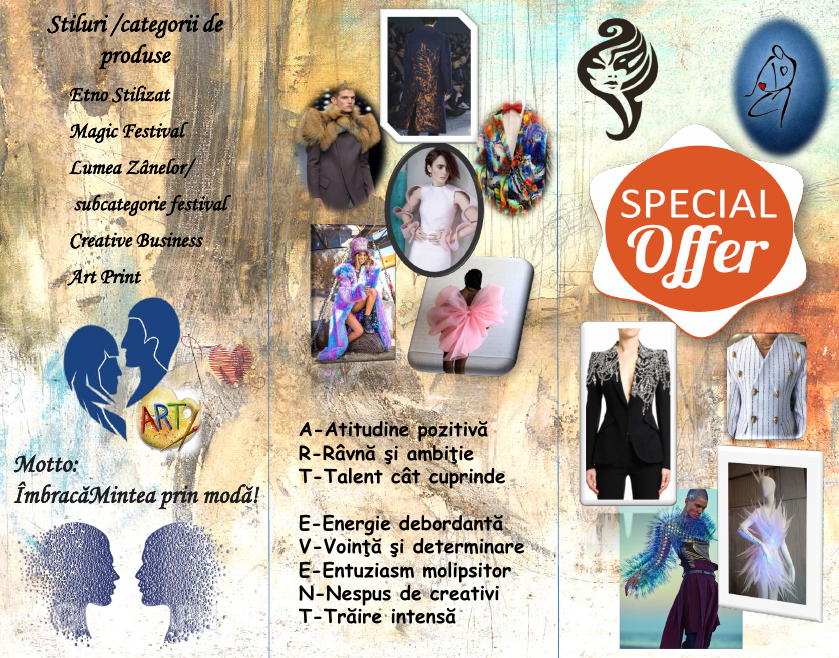 Stiluri /categorii de
produse
Etno Stilizat
Magic Festival
Lumea Zânelor/
subcategorie festival
Creative Business
Art Print
ART
Motto:
ÎmbracăMintea prin modă!
A-Atitudine pozitivă
R-Râvnă şi ambiţie
T-Talent cât cuprinde
E-Energie debordantă
V-Voinţă şi determinare
E-Entuziasm molipsitor
N-Nespus de creativi
T-Trăire intensă
SPECIAL
Offer